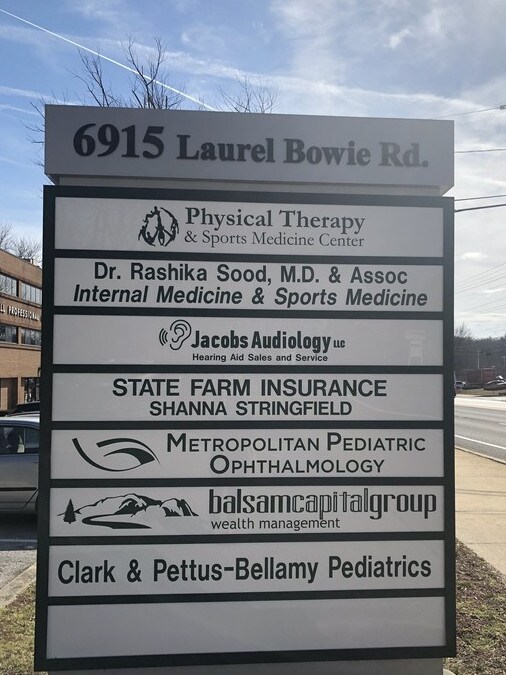 6915 Laurel Bowie Rd.
Physical Therapy
& Sports Medicine Center
Dr. Rashika Sood, M.D. & Assoc
Internal Medicine & Sports Medicine
Jacobs Audiology LLC
Hearing Aid Sales and Service
STATE FARM INSURANCE
SHANNA STRINGFIELD
METROPOLITAN PEDIATRIC
OPHTHALMOLOGY
balsamcapitalgroup
wealth management
Clark & Pettus-Bellamy Pediatrics
PROFESSIONAL